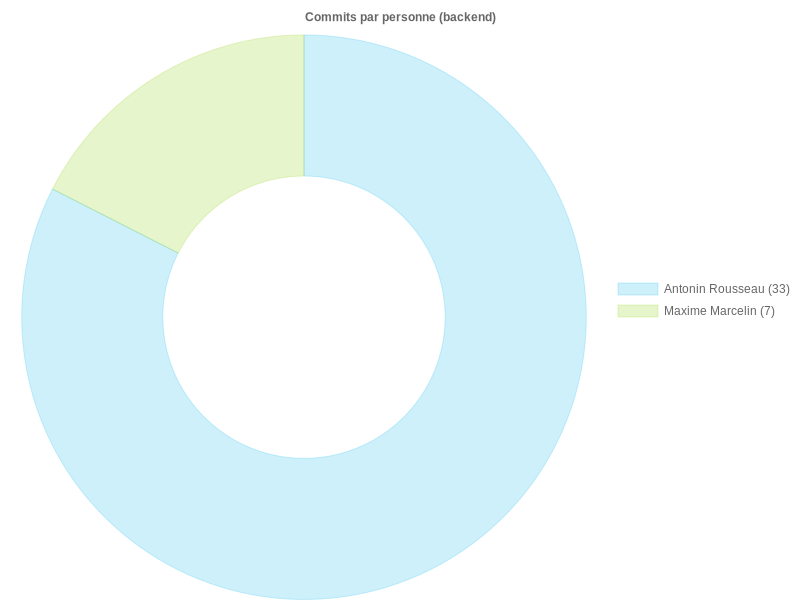 Commits par personne (backend)
Antonin Rousseau (33)
Maxime Marcelin (7)